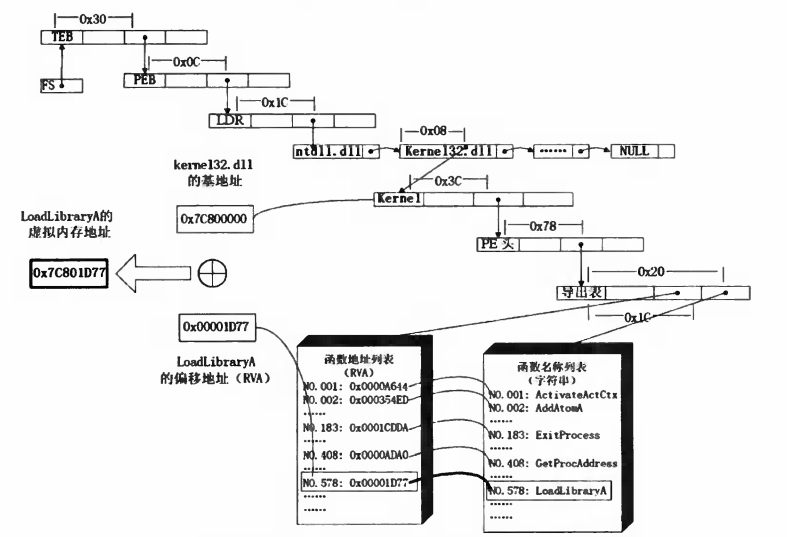 0x30
TEB
0x0C
FS
PEB
0x1C
LDR
0x08
ntdll.dll
Kernel32.dll
......
NULL
kernel32.dll
的基地址
0x3C
Kernel
LoadLibraryA的
虚拟内存地址
0x7C800000
0x78
PE 头
0x7C801D77
0x20
导出表
0x1C
0x00001D77
LoadLibraryA
的偏移地址（RVA）
函数地址列表
（RVA）
NO.001: 0x0000A644
NO.002: 0x000354ED
......
NO.183: 0x0001CDDA
......
NO.408: 0x0000ADA0
......
NO.578: 0x00001D77
......
......
函数名称列表
（字符串）
NO.001: ActivateActCtx
NO.002: AddAtomA
......
NO.183: ExitProcess
......
NO.408: GetProcAddress
......
NO.578: LoadLibraryA
......
......